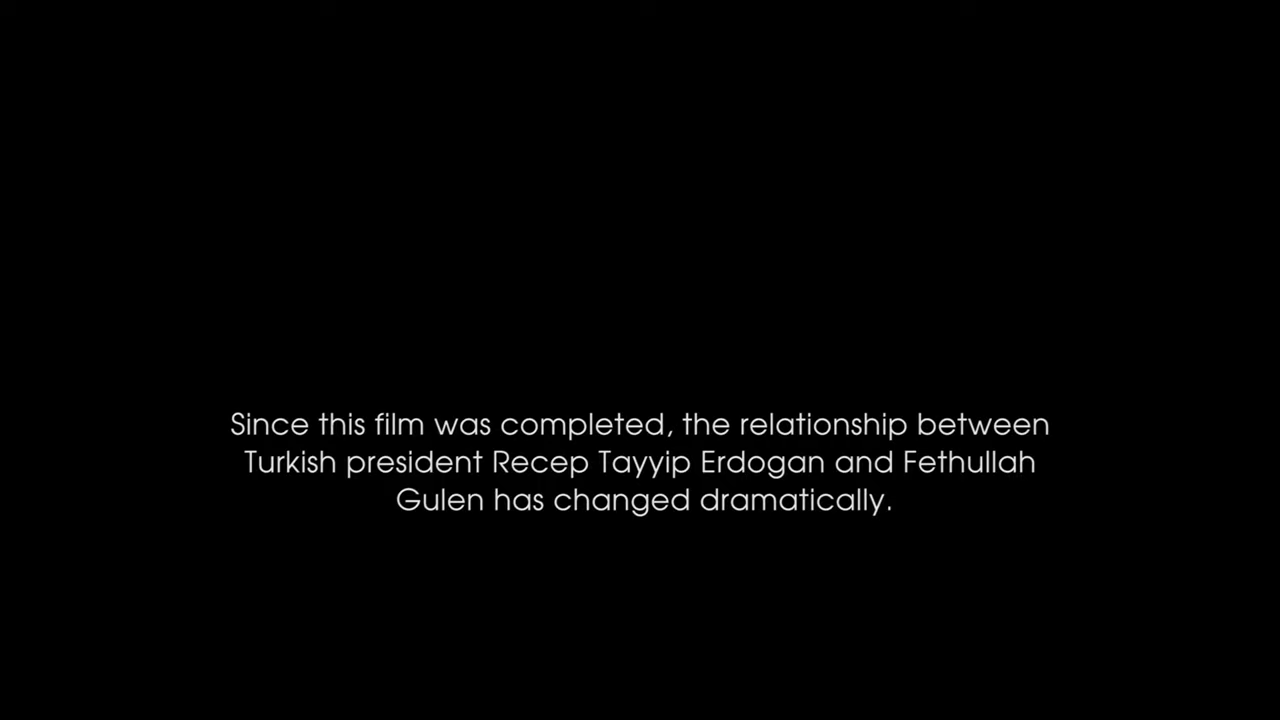 Since this film was completed, the relationship between
Turkish president Recep Tayyip Erdogan and Fethullah
Gulen has changed dramatically.